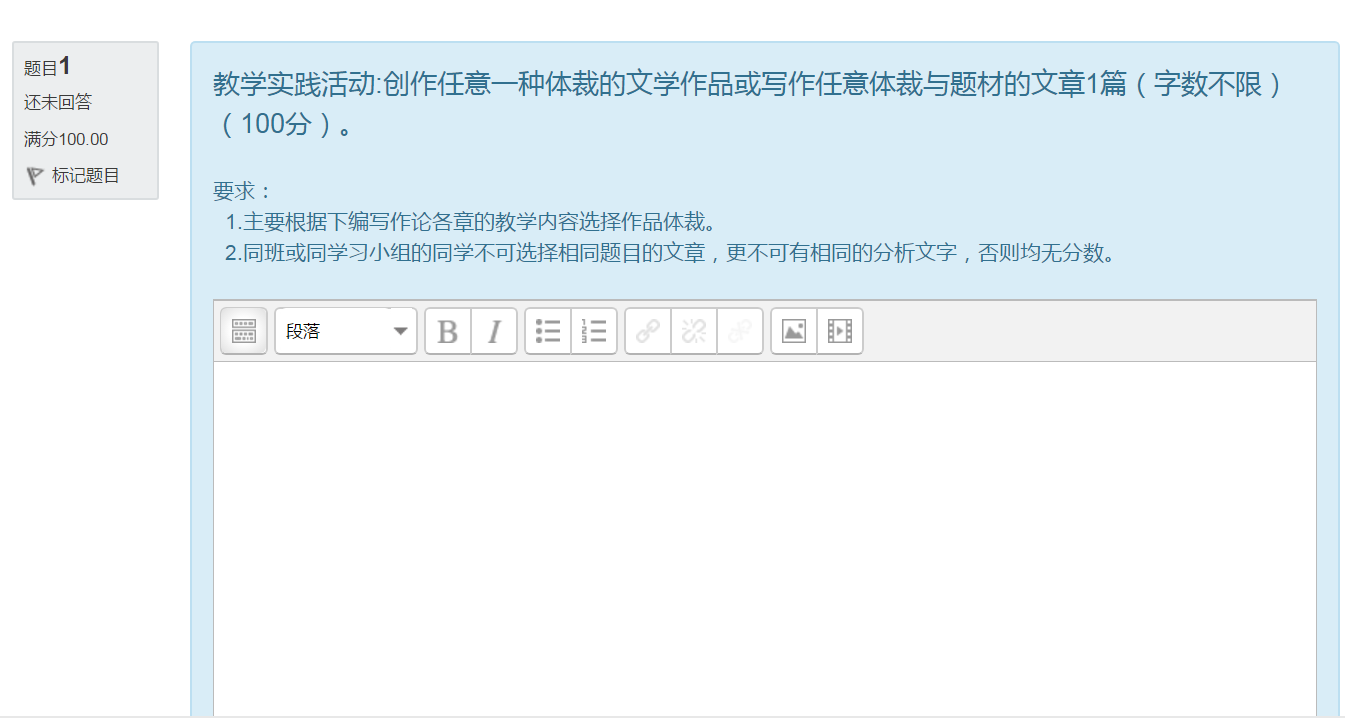 题目1
还未回答
满分100.00
标记题目
教学实践活动:创作任意一种体裁的文学作品或写作任意体裁与题材的文章1篇（字数不限）
（100分）。
要求：
1.主要根据下编写作论各章的教学内容选择作品体裁。
2.同班或同学习小组的同学不可选择相同题目的文章，更不可有相同的分析文字，否则均无分数。
段落
B I